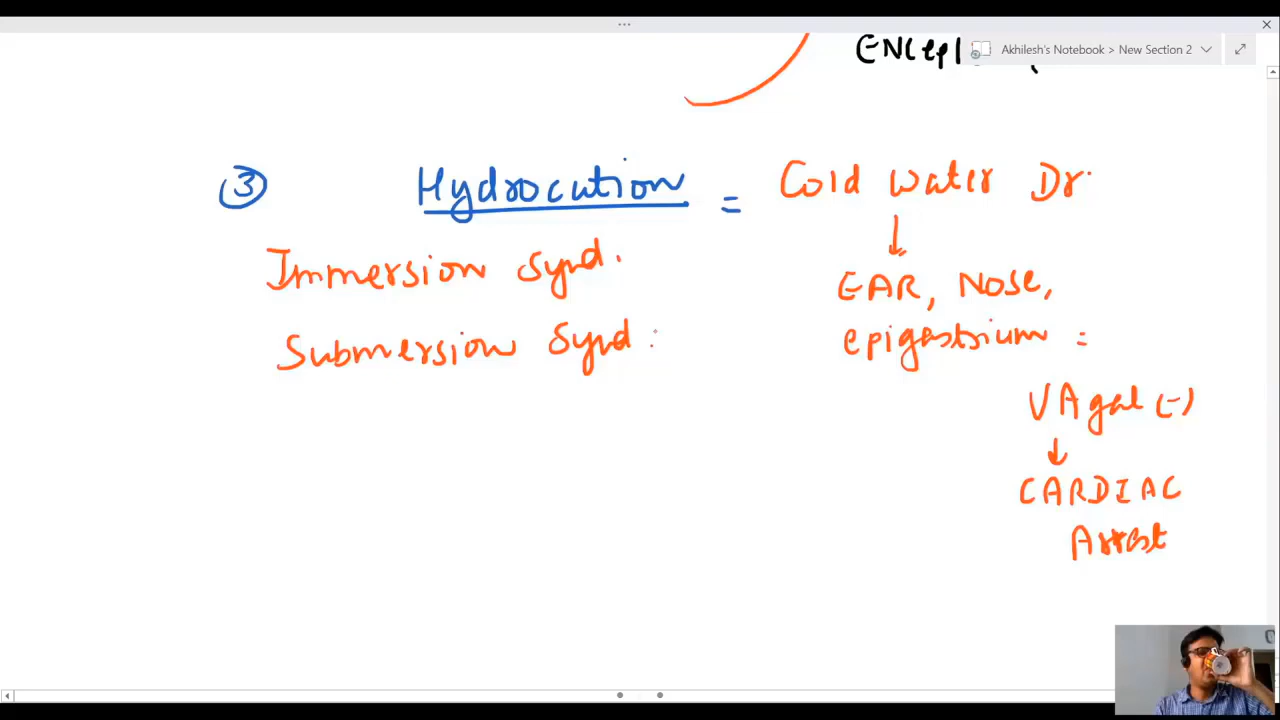 Akhilesh's Notebook > New Section 2
③ Hydrocution = Cold water Dr.
Immersion Synd.
Submersion Synd:
↓
EAR, Nose,
epigastrium =
VAgal (-)
↓
CARDIAC
Arrest